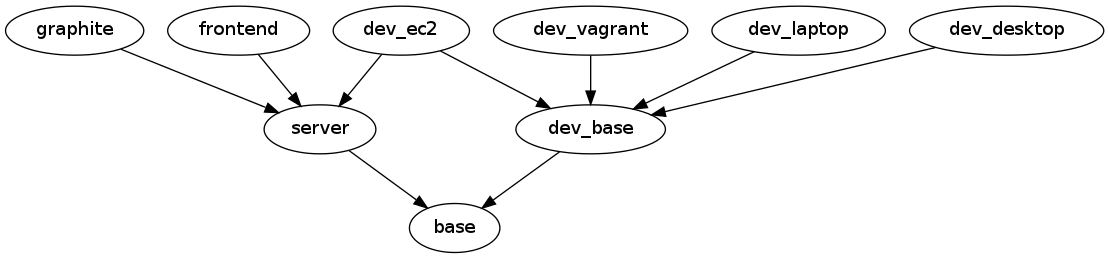 graphite
frontend
dev_ec2
dev_vagrant
dev_laptop
dev_desktop
server
dev_base
base